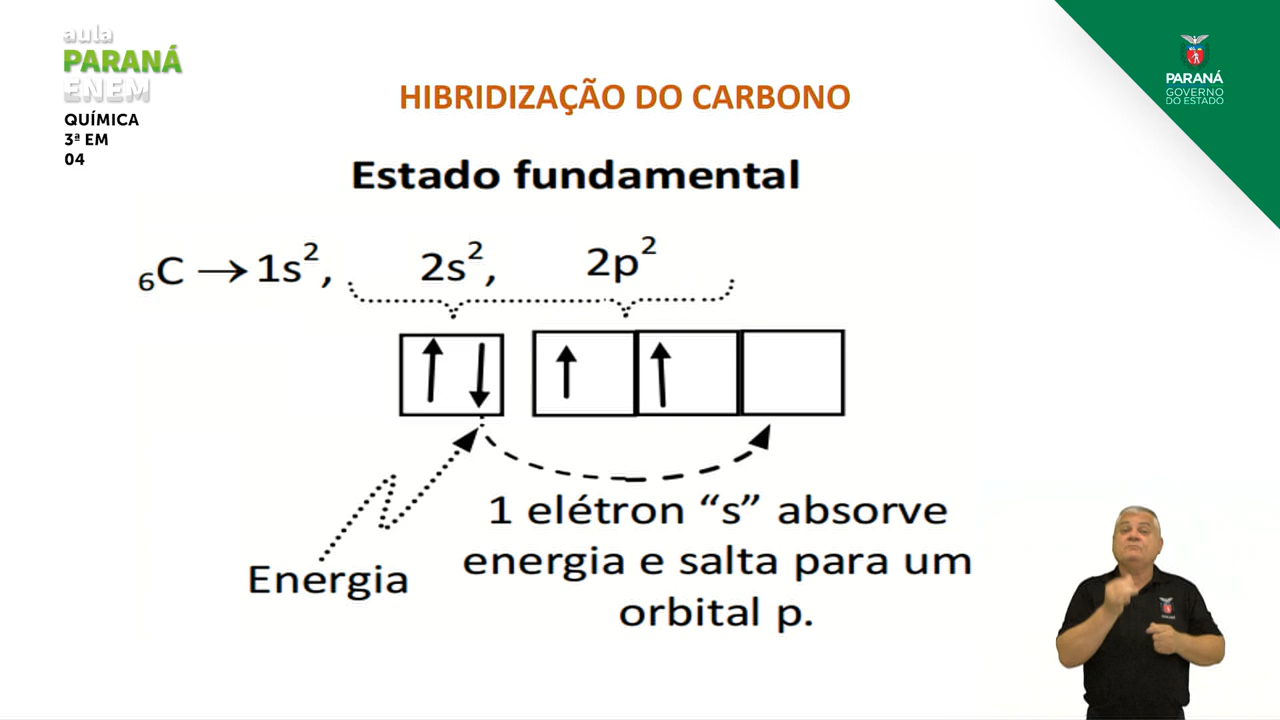 aula
PARANÁ
ENEM
QUÍMICA
3ª EM
04
PARANÁ
GOVERNO
DO ESTADO
HIBRIDIZAÇÃO DO CARBONO
Estado fundamental
₆C → 1s², 2s², 2p²
Energia
1 elétron “s” absorve
energia e salta para um
orbital p.